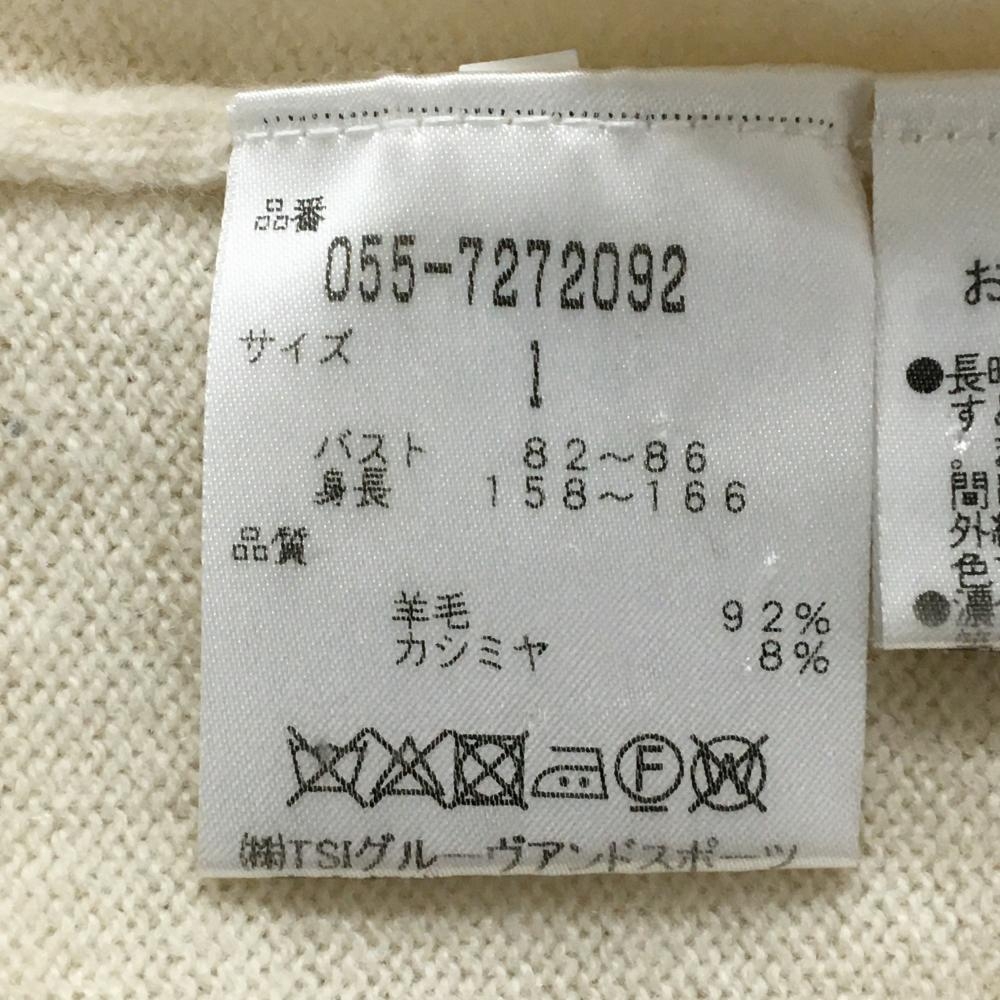 品番
055-7272092
サイズ
1
バスト 82～86
身長 158～166
品質
羊毛 92%
カシミヤ 8%
F W
㈱TSIグルーヴアンドスポーツ
お
●長
す
。
間
外
色
●濃